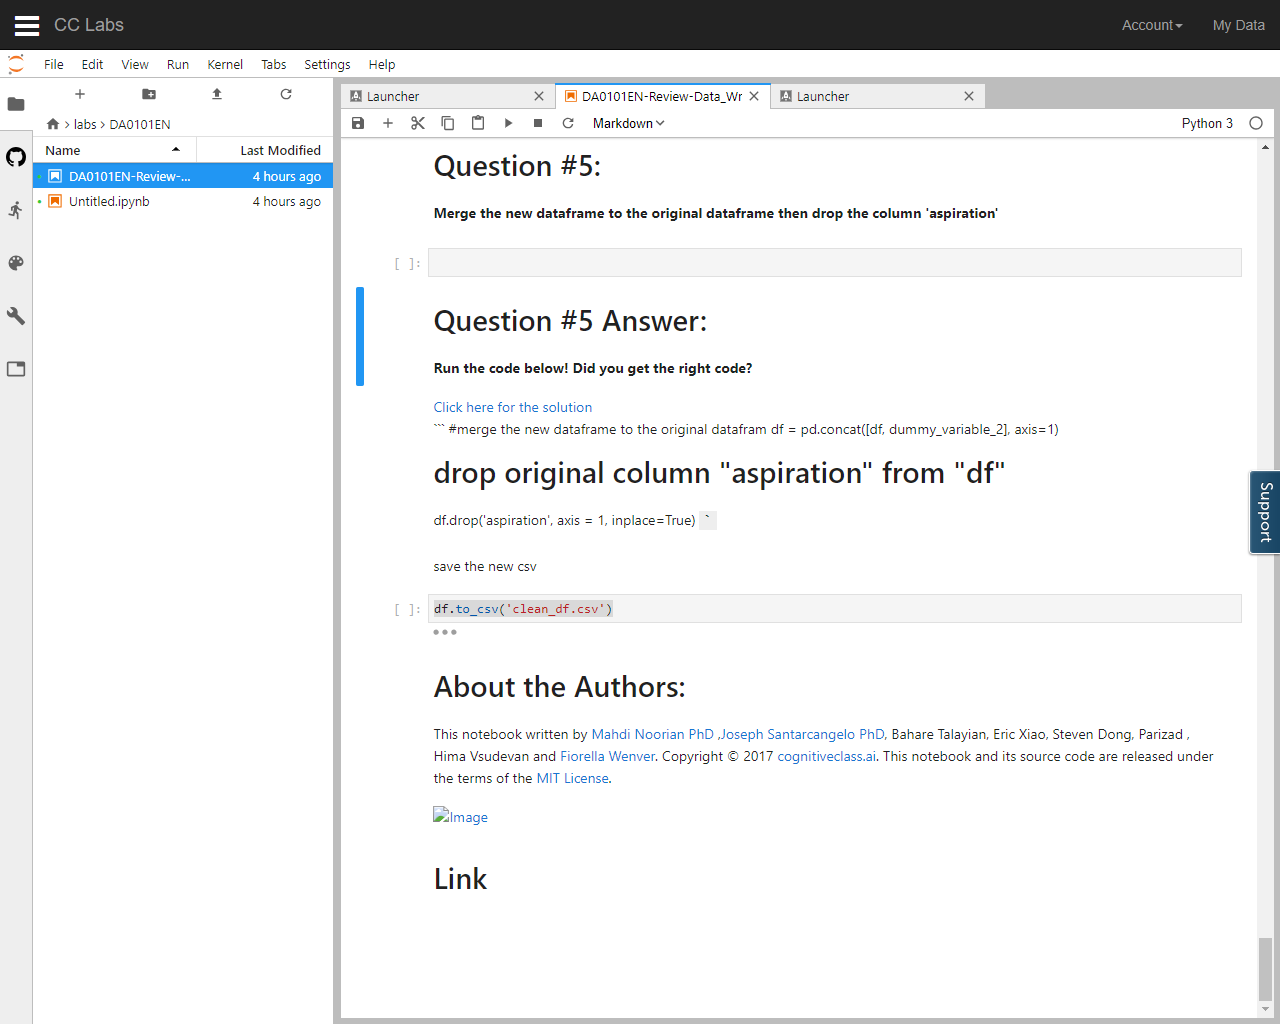 CC Labs
Account
My Data
File Edit View Run Kernel Tabs Settings Help
Launcher
DA0101EN-Review-Data_Wr
Launcher
labs
DA0101EN
Markdown
Python 3
Name
Last Modified
DA0101EN-Review-... 4 hours ago
Untitled.ipynb 4 hours ago
Question #5:
Merge the new dataframe to the original dataframe then drop the column 'aspiration'
[ ]:
Question #5 Answer:
Run the code below! Did you get the right code?
Click here for the solution
``` #merge the new dataframe to the original datafram df = pd.concat([df, dummy_variable_2], axis=1)
drop original column "aspiration" from "df"
df.drop('aspiration', axis = 1, inplace=True) `
save the new csv
[ ]: df.to_csv('clean_df.csv')
About the Authors:
This notebook written by Mahdi Noorian PhD ,Joseph Santarcangelo PhD, Bahare Talayian, Eric Xiao, Steven Dong, Parizad ,
Hima Vsudevan and Fiorella Wenver. Copyright © 2017 cognitiveclass.ai. This notebook and its source code are released under
the terms of the MIT License.
Image
Link
Support